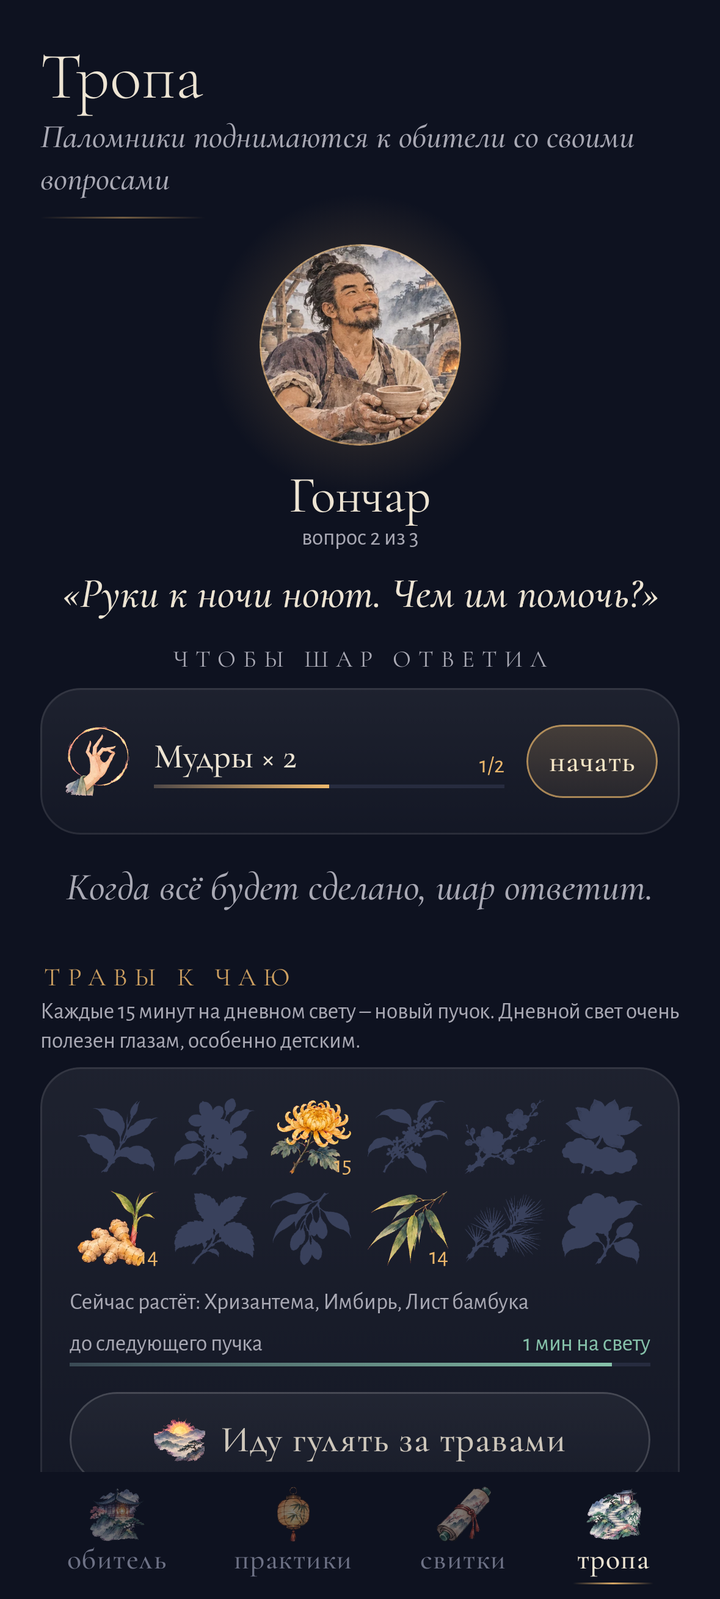 Тропа
Паломники поднимаются к обители со своими
вопросами
Гончар
вопрос 2 из 3
«Руки к ночи ноют. Чем им помочь?»
ЧТОБЫ ШАР ОТВЕТИЛ
Мудры × 2
1/2
начать
Когда всё будет сделано, шар ответит.
ТРАВЫ К ЧАЮ
Каждые 15 минут на дневном свету – новый пучок. Дневной свет очень
полезен глазам, особенно детским.
15
14
14
Сейчас растёт: Хризантема, Имбирь, Лист бамбука
до следующего пучка
1 мин на свету
Иду гулять за травами
обитель
практики
свитки
тропа